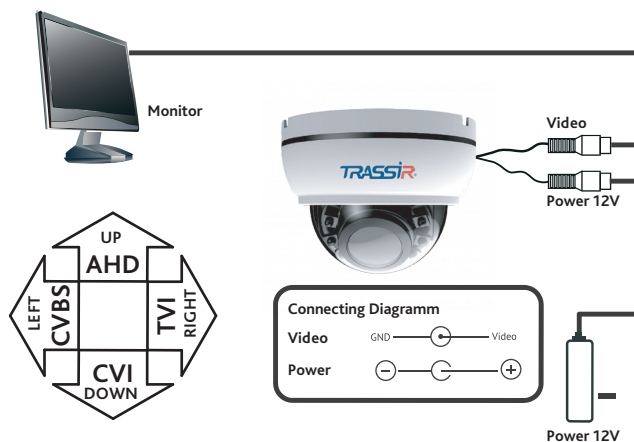 Monitor
Video
TRASSIR
Power 12V
UP
AHD
LEFT
CVBS
TVI
RIGHT
CVI
DOWN
Connecting Diagramm
Video GND Video
Power − +
Power 12V